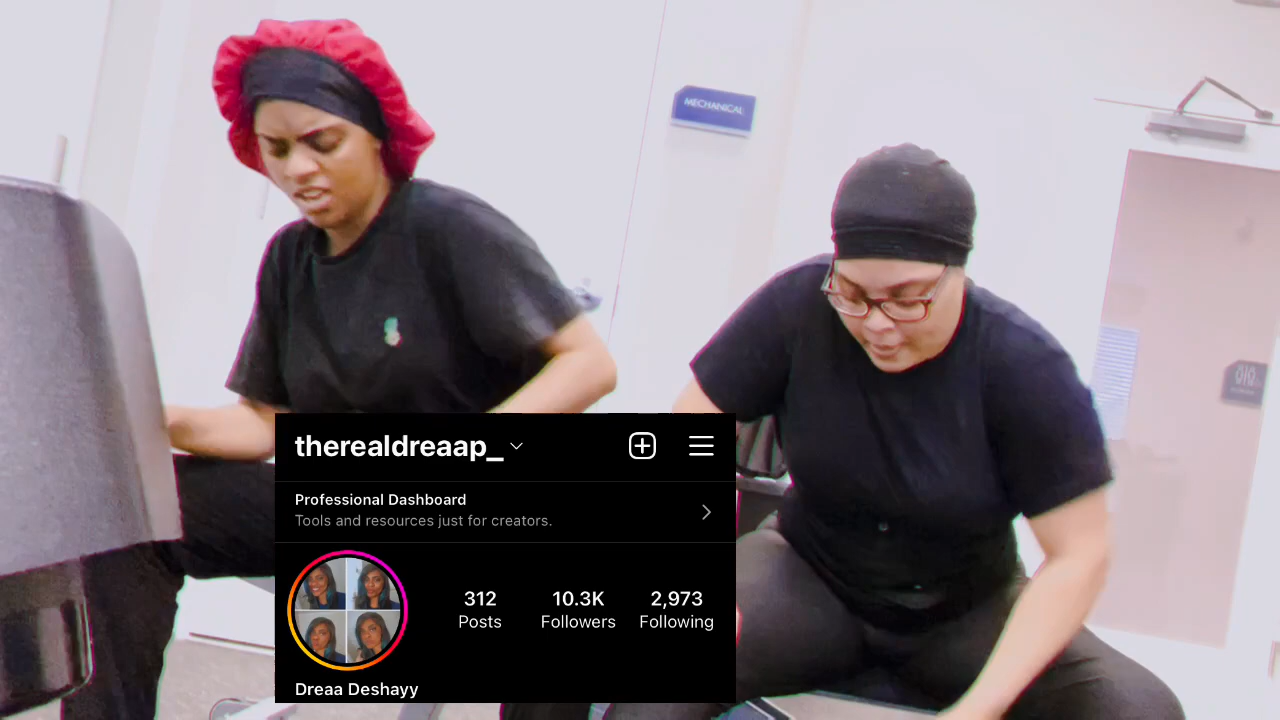 MECHANICAL
therealdreaap_
Professional Dashboard
Tools and resources just for creators.
312
10.3K
2,973
Posts
Followers
Following
Dreaa Deshayy